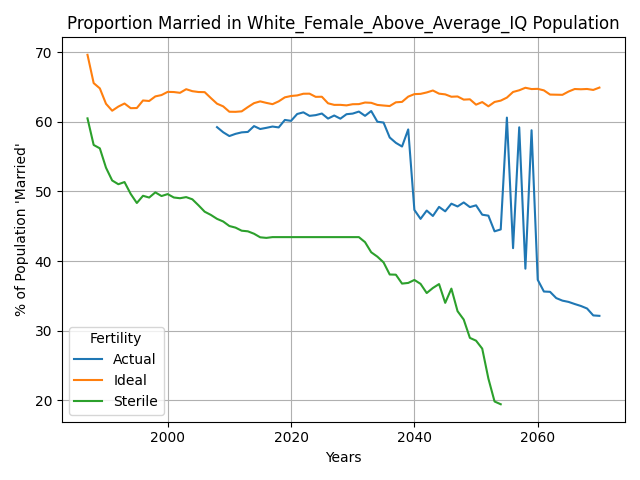 Proportion Married in White_Female_Above_Average_IQ Population
% of Population 'Married'
70
60
50
40
30
20
Fertility
Actual
Ideal
Sterile
2000 2020 2040 2060
Years